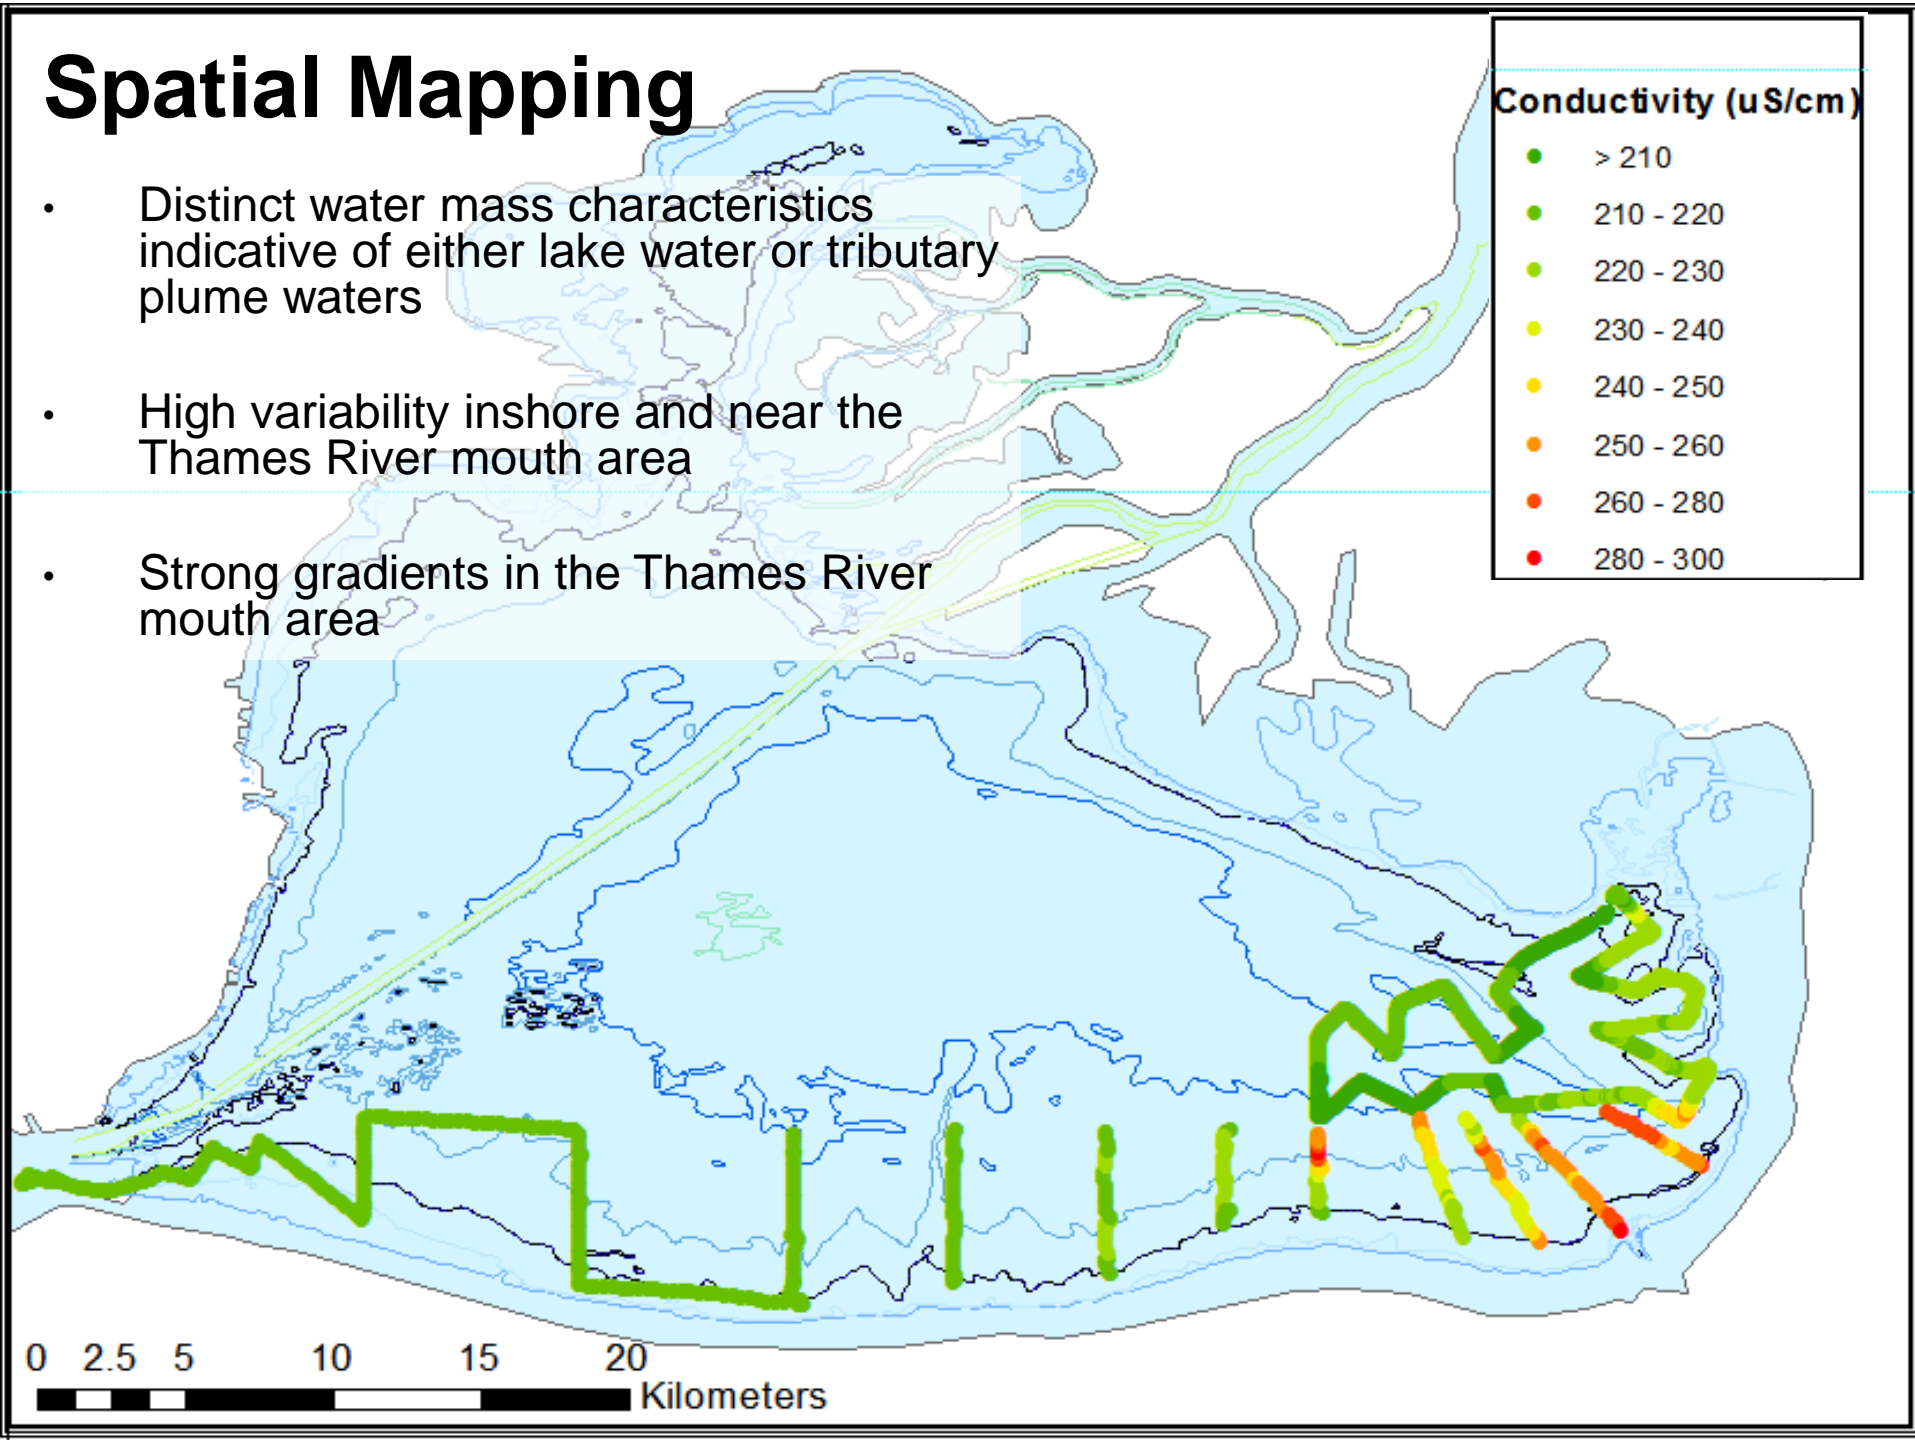 Spatial Mapping
• Distinct water mass characteristics
indicative of either lake water or tributary
plume waters
• High variability inshore and near the
Thames River mouth area
• Strong gradients in the Thames River
mouth area
Conductivity (uS/cm)
> 210
210 - 220
220 - 230
230 - 240
240 - 250
250 - 260
260 - 280
280 - 300
0 2.5 5 10 15 20
Kilometers